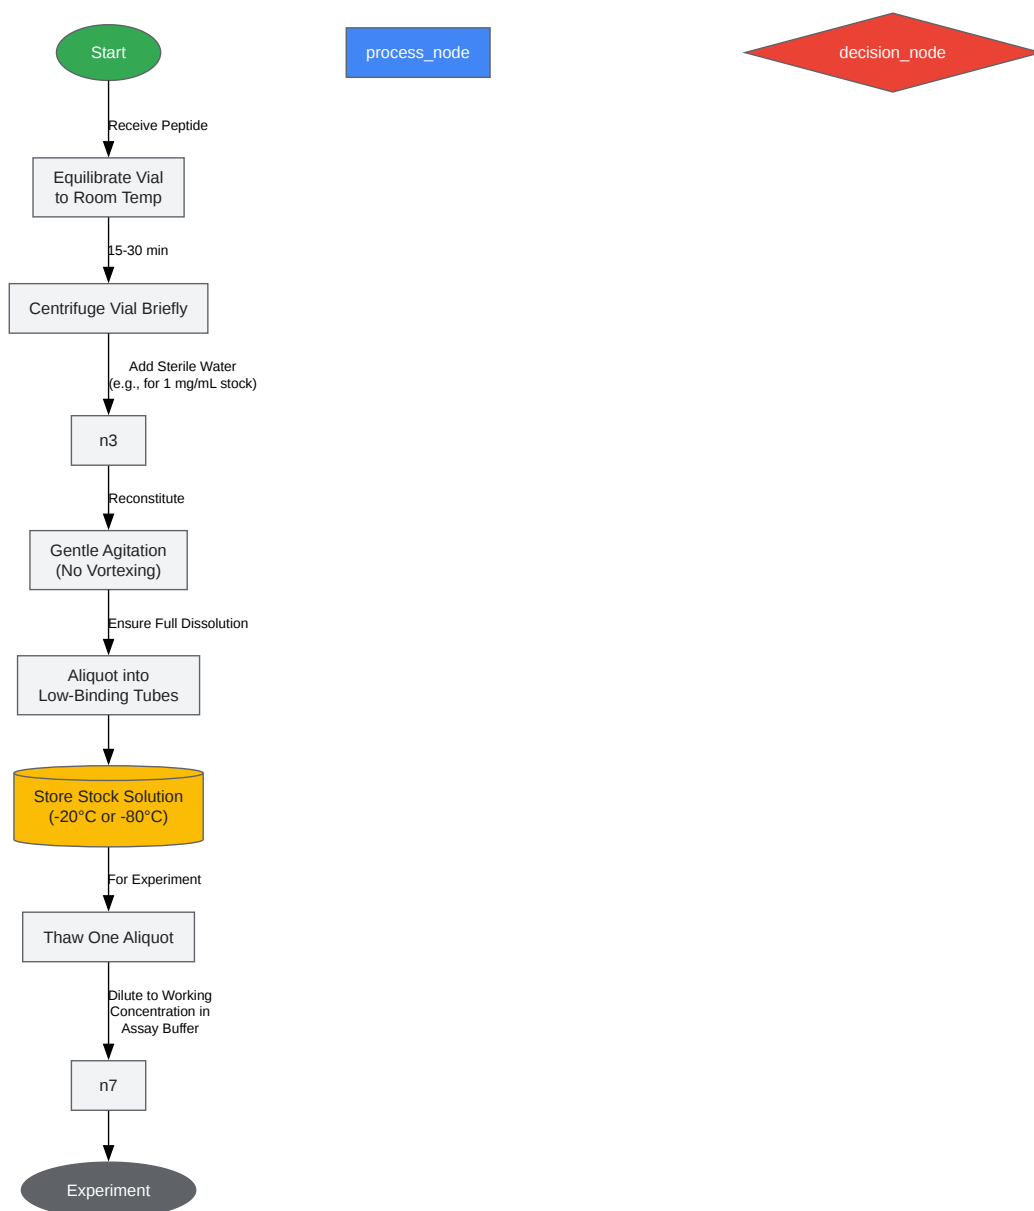 Start
process_node
decision_node
Receive Peptide
Equilibrate Vial
to Room Temp
15-30 min
Centrifuge Vial Briefly
Add Sterile Water
(e.g., for 1 mg/mL stock)
n3
Reconstitute
Gentle Agitation
(No Vortexing)
Ensure Full Dissolution
Aliquot into
Low-Binding Tubes
Store Stock Solution
(-20°C or -80°C)
For Experiment
Thaw One Aliquot
Dilute to Working
Concentration in
Assay Buffer
n7
Experiment